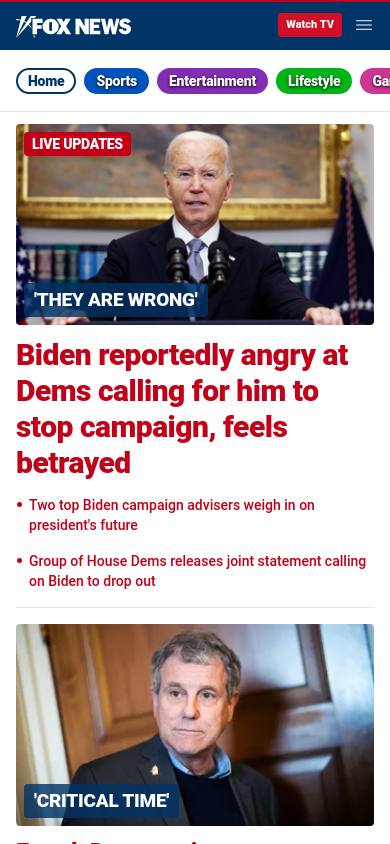 FOX NEWS
Watch TV
Home
Sports
Entertainment
Lifestyle
LIVE UPDATES
'THEY ARE WRONG'
Biden reportedly angry at
Dems calling for him to
stop campaign, feels
betrayed
• Two top Biden campaign advisers weigh in on
president's future
• Group of House Dems releases joint statement calling
on Biden to drop out
'CRITICAL TIME'